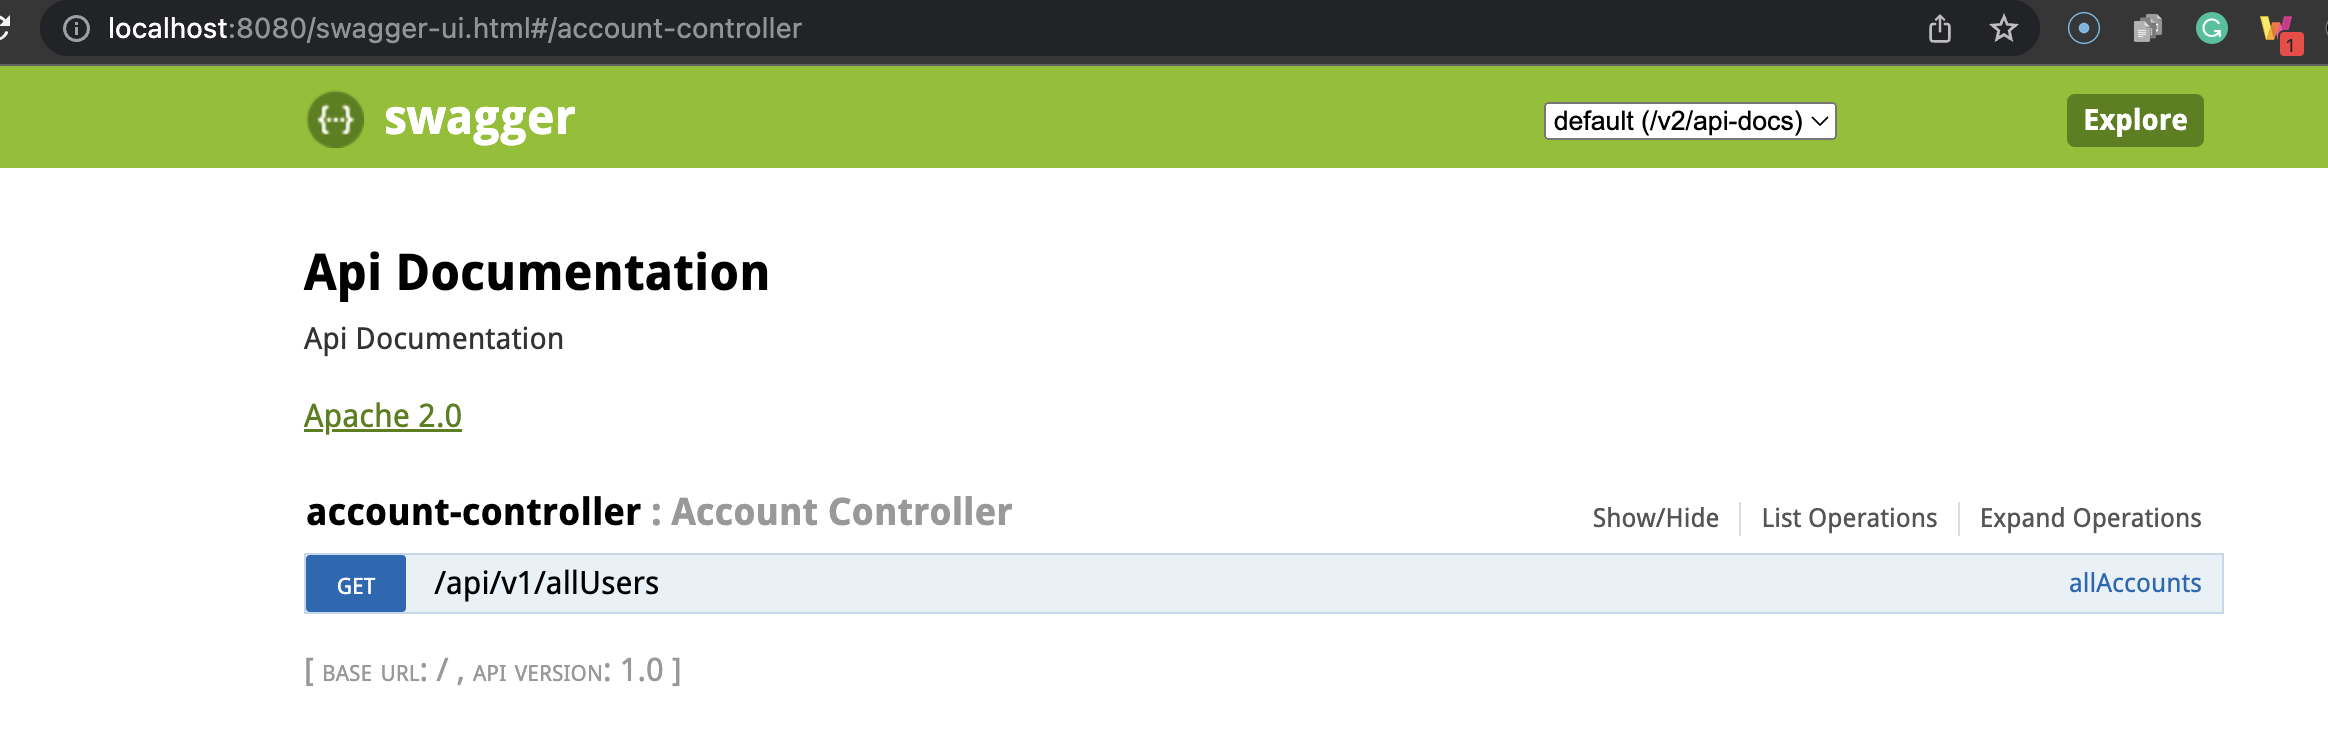 localhost:8080/swagger-ui.html#/account-controller
1
{···} swagger
default (/v2/api-docs)
Explore
Api Documentation
Api Documentation
Apache 2.0
account-controller : Account Controller
Show/Hide
List Operations
Expand Operations
GET /api/v1/allUsers allAccounts
[ BASE URL: / , API VERSION: 1.0 ]